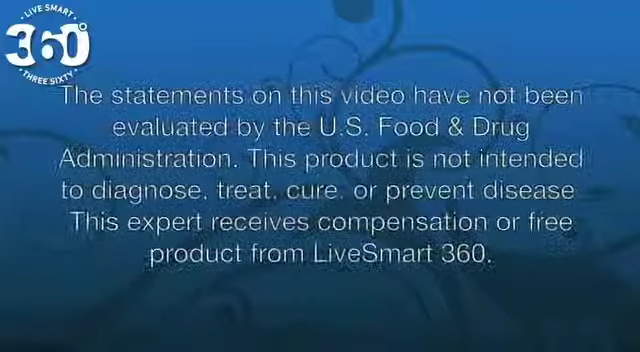 LIVE SMART
360°
THREE SIXTY
The statements on this video have not been
evaluated by the U.S. Food & Drug
Administration. This product is not intended
to diagnose, treat, cure, or prevent disease
This expert receives compensation or free
product from LiveSmart 360.